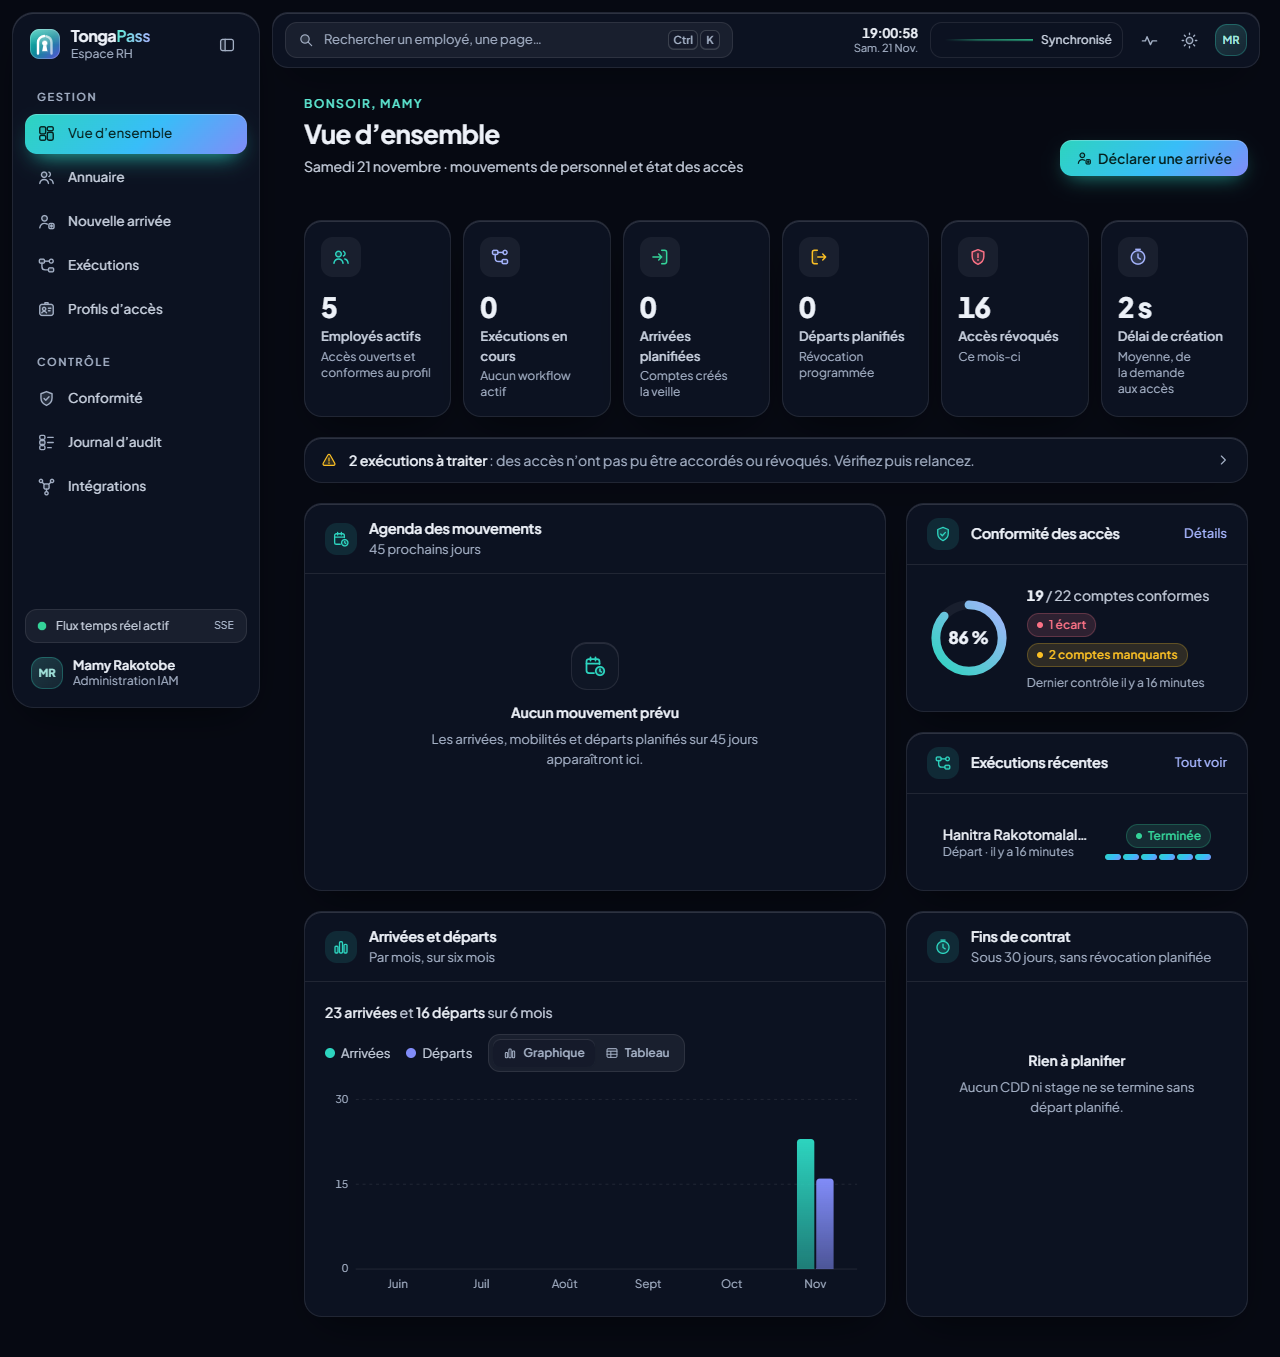 TongaPass
Espace RH
GESTION
Vue d’ensemble
Annuaire
Nouvelle arrivée
Exécutions
Profils d’accès
CONTRÔLE
Conformité
Journal d’audit
Intégrations
Flux temps réel actif SSE
MR
Mamy Rakotobe
Administration IAM
Rechercher un employé, une page...
Ctrl K
19:00:58
Sam. 21 Nov.
Synchronisé
MR
BONSOIR, MAMY
Vue d’ensemble
Samedi 21 novembre · mouvements de personnel et état des accès
Déclarer une arrivée
5
Employés actifs
Accès ouverts et
conformes au profil
0
Exécutions en
cours
Aucun workflow
actif
0
Arrivées
planifiées
Comptes créés
la veille
0
Départs planifiés
Révocation
programmée
16
Accès révoqués
Ce mois-ci
2 s
Délai de création
Moyenne, de
la demande
aux accès
2 exécutions à traiter : des accès n’ont pas pu être accordés ou révoqués. Vérifiez puis relancez.
Agenda des mouvements
45 prochains jours
Aucun mouvement prévu
Les arrivées, mobilités et départs planifiés sur 45 jours
apparaîtront ici.
Conformité des accès
Détails
86 %
19 / 22 comptes conformes
1 écart
2 comptes manquants
Dernier contrôle il y a 16 minutes
Exécutions récentes
Tout voir
Hanitra Rakotomalal...
Départ · il y a 16 minutes
Terminée
Arrivées et départs
Par mois, sur six mois
23 arrivées et 16 départs sur 6 mois
Arrivées
Départs
Graphique
Tableau
30
15
0
Juin Juil Août Sept Oct Nov
Fins de contrat
Sous 30 jours, sans révocation planifiée
Rien à planifier
Aucun CDD ni stage ne se termine sans
départ planifié.